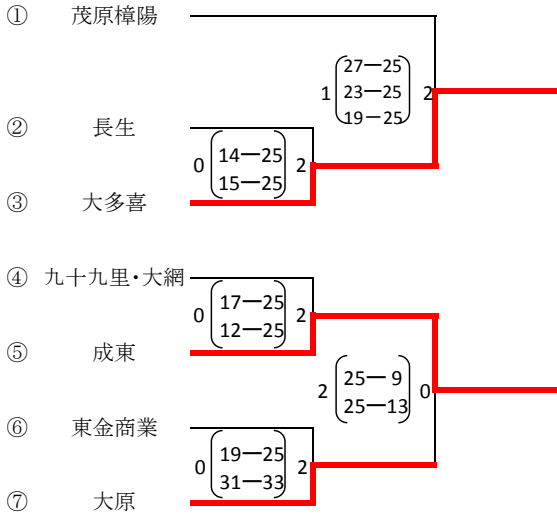 ① 茂原樟陽
27―25
1 23―25 2
19―25
② 長生
0 14―25 2
15―25
③ 大多喜
④ 九十九里・大網
0 17―25 2
12―25
⑤ 成東
2 25―9 0
25―13
⑥ 東金商業
0 19―25 2
31―33
⑦ 大原